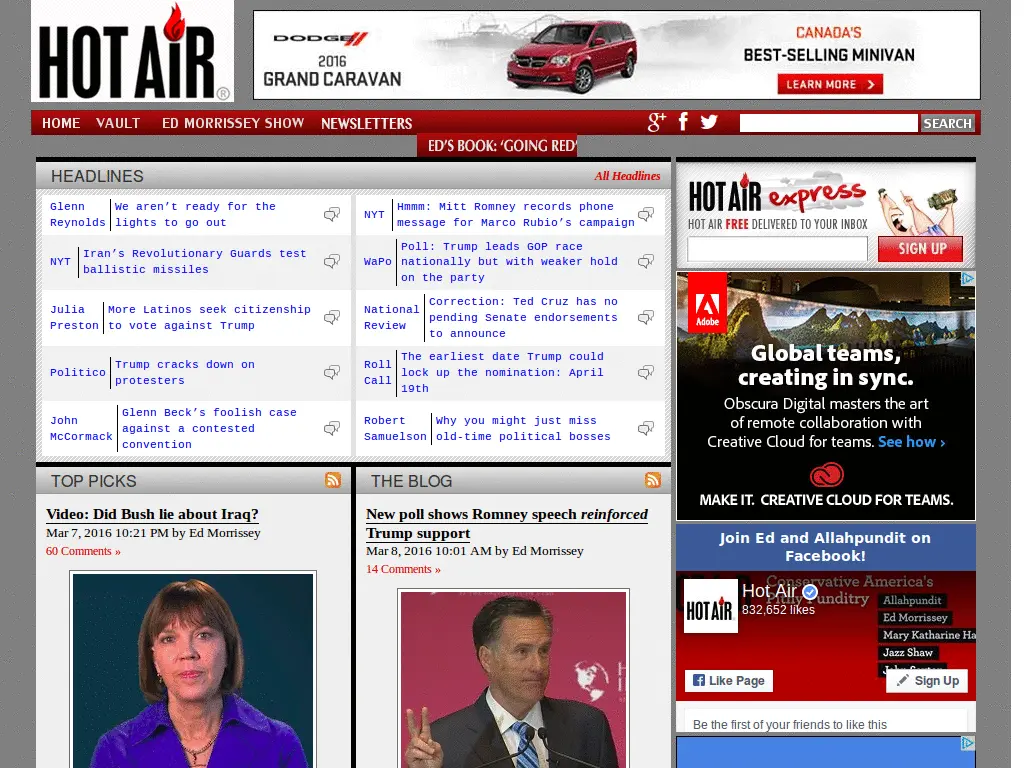 HOT AIR®
DODGE
2016
GRAND CARAVAN
CANADA'S
BEST-SELLING MINIVAN
LEARN MORE >
HOME VAULT ED MORRISSEY SHOW NEWSLETTERS
g+ f
SEARCH
ED'S BOOK: 'GOING RED'
HEADLINES
All Headlines
Glenn
Reynolds
We aren't ready for the
lights to go out
NYT
Hmmm: Mitt Romney records phone
message for Marco Rubio's campaign
NYT
Iran's Revolutionary Guards test
ballistic missiles
WaPo
Poll: Trump leads GOP race
nationally but with weaker hold
on the party
Julia
Preston
More Latinos seek citizenship
to vote against Trump
National
Review
Correction: Ted Cruz has no
pending Senate endorsements
to announce
Politico
Trump cracks down on
protesters
Roll
Call
The earliest date Trump could
lock up the nomination: April
19th
John
McCormack
Glenn Beck's foolish case
against a contested
convention
Robert
Samuelson
Why you might just miss
old-time political bosses
TOP PICKS
Video: Did Bush lie about Iraq?
Mar 7, 2016 10:21 PM by Ed Morrissey
60 Comments »
THE BLOG
New poll shows Romney speech reinforced
Trump support
Mar 8, 2016 10:01 AM by Ed Morrissey
14 Comments »
HOT AIR express
HOT AIR FREE DELIVERED TO YOUR INBOX
SIGN UP
Adobe
Global teams,
creating in sync.
Obscura Digital masters the art
of remote collaboration with
Creative Cloud for teams. See how ›
MAKE IT. CREATIVE CLOUD FOR TEAMS.
Join Ed and Allahpundit on
Facebook!
Conservative America's
Punditry
HOT AIR
Hot Air
832,652 likes
Allahpundit
Ed Morrissey
Mary Katharine Ha
Jazz Shaw
Like Page
Sign Up
Be the first of your friends to like this